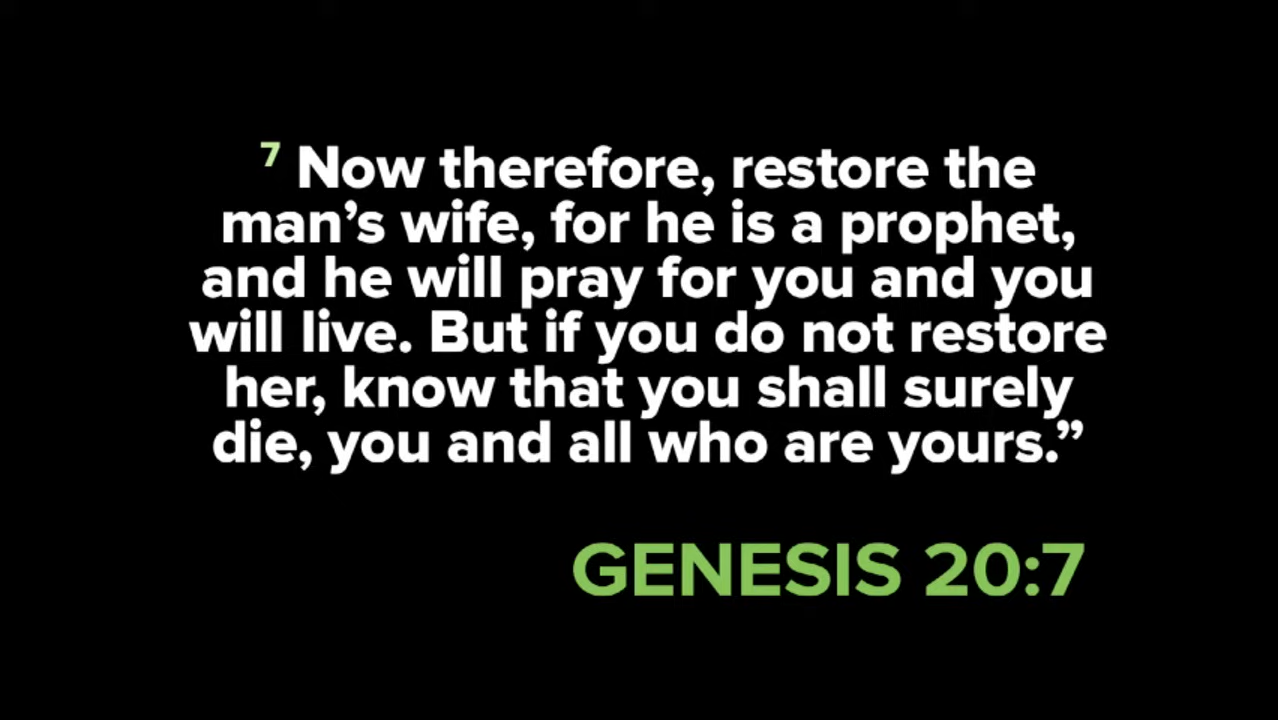 7 Now therefore, restore the
man’s wife, for he is a prophet,
and he will pray for you and you
will live. But if you do not restore
her, know that you shall surely
die, you and all who are yours.”
GENESIS 20:7